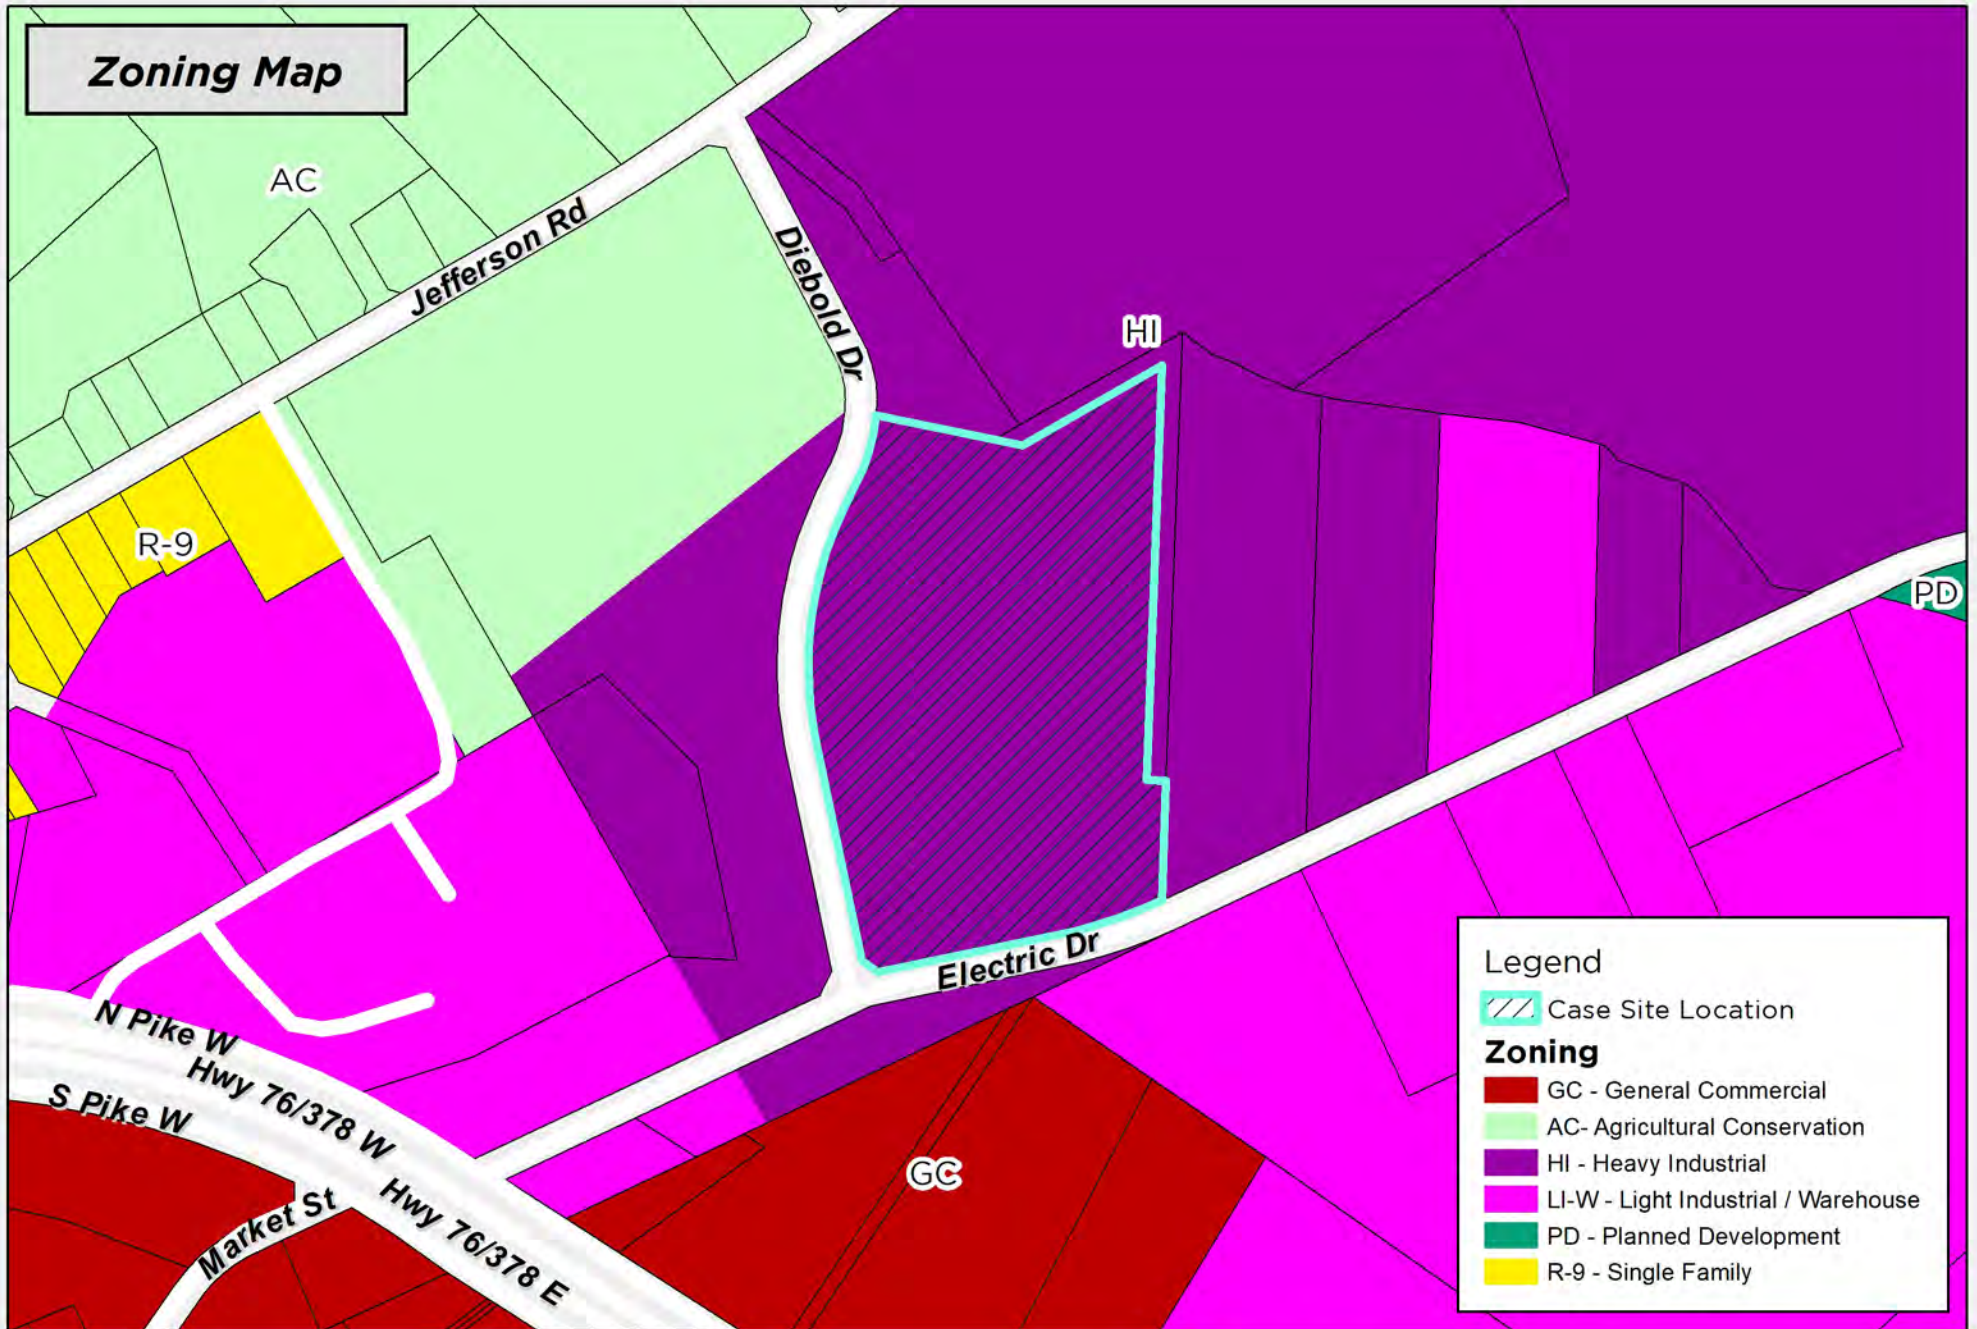 Zoning Map
AC
Jefferson Rd
Diebold Dr
HI
R-9
PD
Electric Dr
N Pike W
Hwy 76/378 W
S Pike W
Hwy 76/378 E
Market St
GC
Legend
Case Site Location
Zoning
GC - General Commercial
AC- Agricultural Conservation
HI - Heavy Industrial
LI-W - Light Industrial / Warehouse
PD - Planned Development
R-9 - Single Family